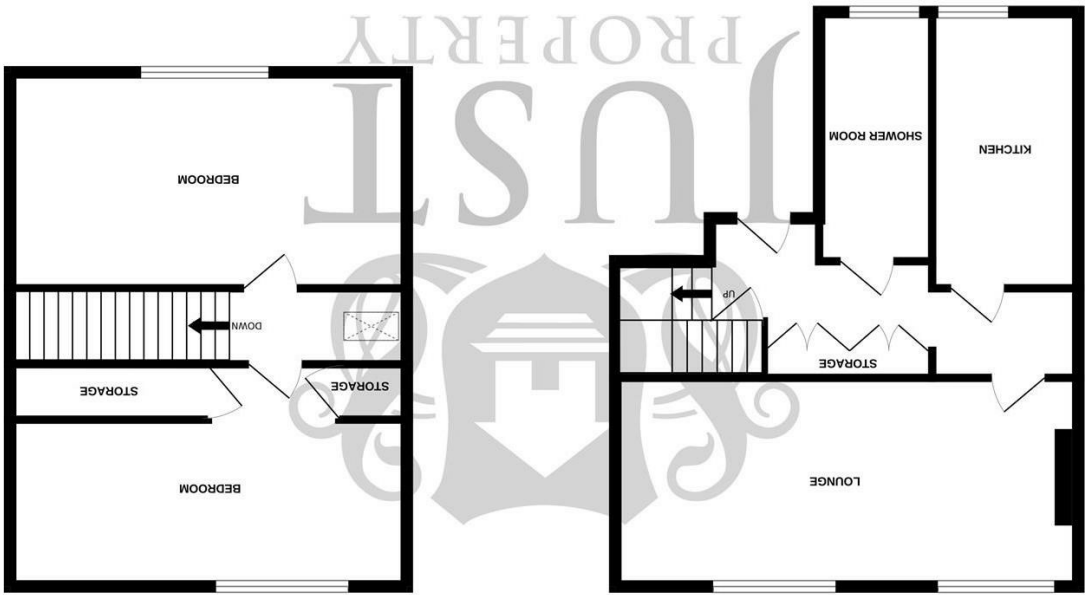 LOUNGE
STORAGE
UP
KITCHEN
SHOWER ROOM
BEDROOM
STORAGE
STORAGE
DOWN
BEDROOM
JUST
PROPERTY